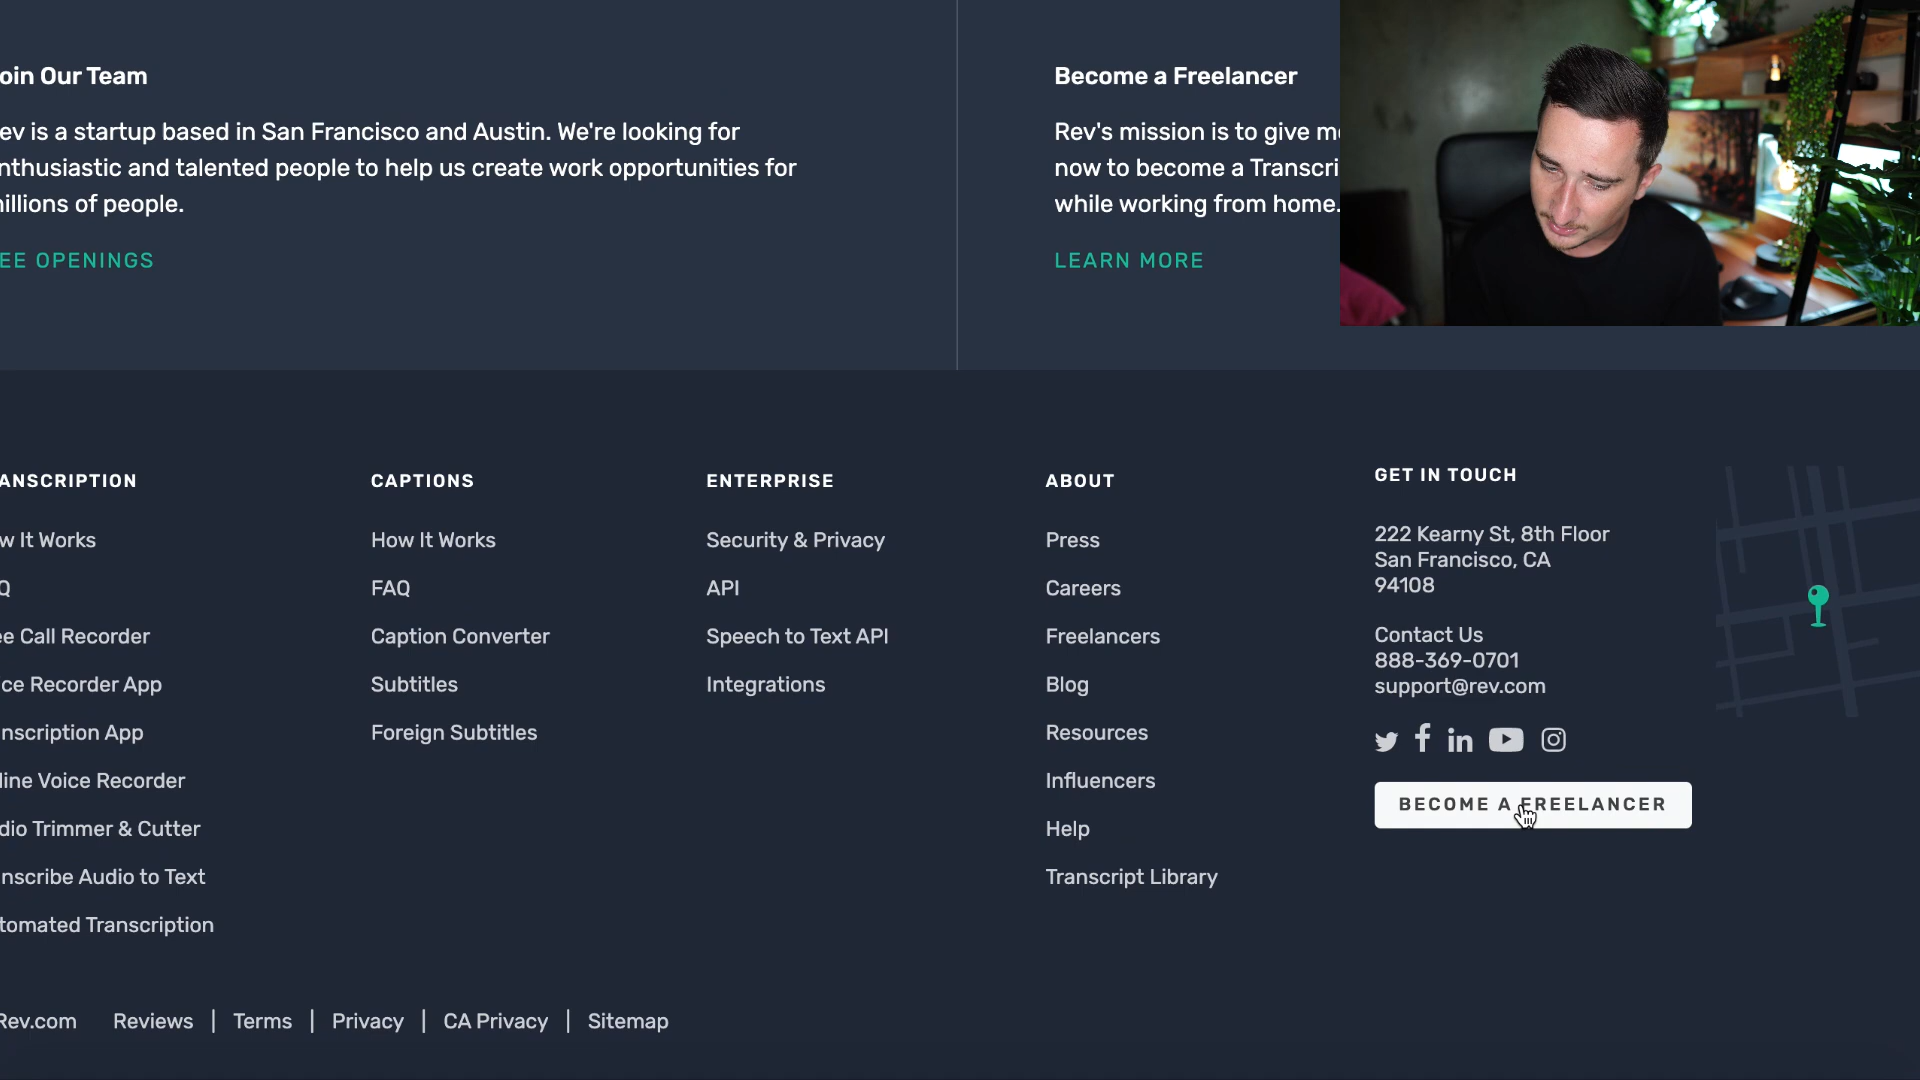 oin Our Team
ev is a startup based in San Francisco and Austin. We're looking for
nthusiastic and talented people to help us create work opportunities for
illions of people.
EE OPENINGS
Become a Freelancer
Rev's mission is to give m
now to become a Transcri
while working from home.
LEARN MORE
ANSCRIPTION
w It Works
Q
ee Call Recorder
ice Recorder App
nscription App
line Voice Recorder
dio Trimmer & Cutter
nscribe Audio to Text
tomated Transcription
CAPTIONS
How It Works
FAQ
Caption Converter
Subtitles
Foreign Subtitles
ENTERPRISE
Security & Privacy
API
Speech to Text API
Integrations
ABOUT
Press
Careers
Freelancers
Blog
Resources
Influencers
Help
Transcript Library
GET IN TOUCH
222 Kearny St, 8th Floor
San Francisco, CA
94108
Contact Us
888-369-0701
support@rev.com
BECOME A FREELANCER
Rev.com Reviews | Terms | Privacy | CA Privacy | Sitemap